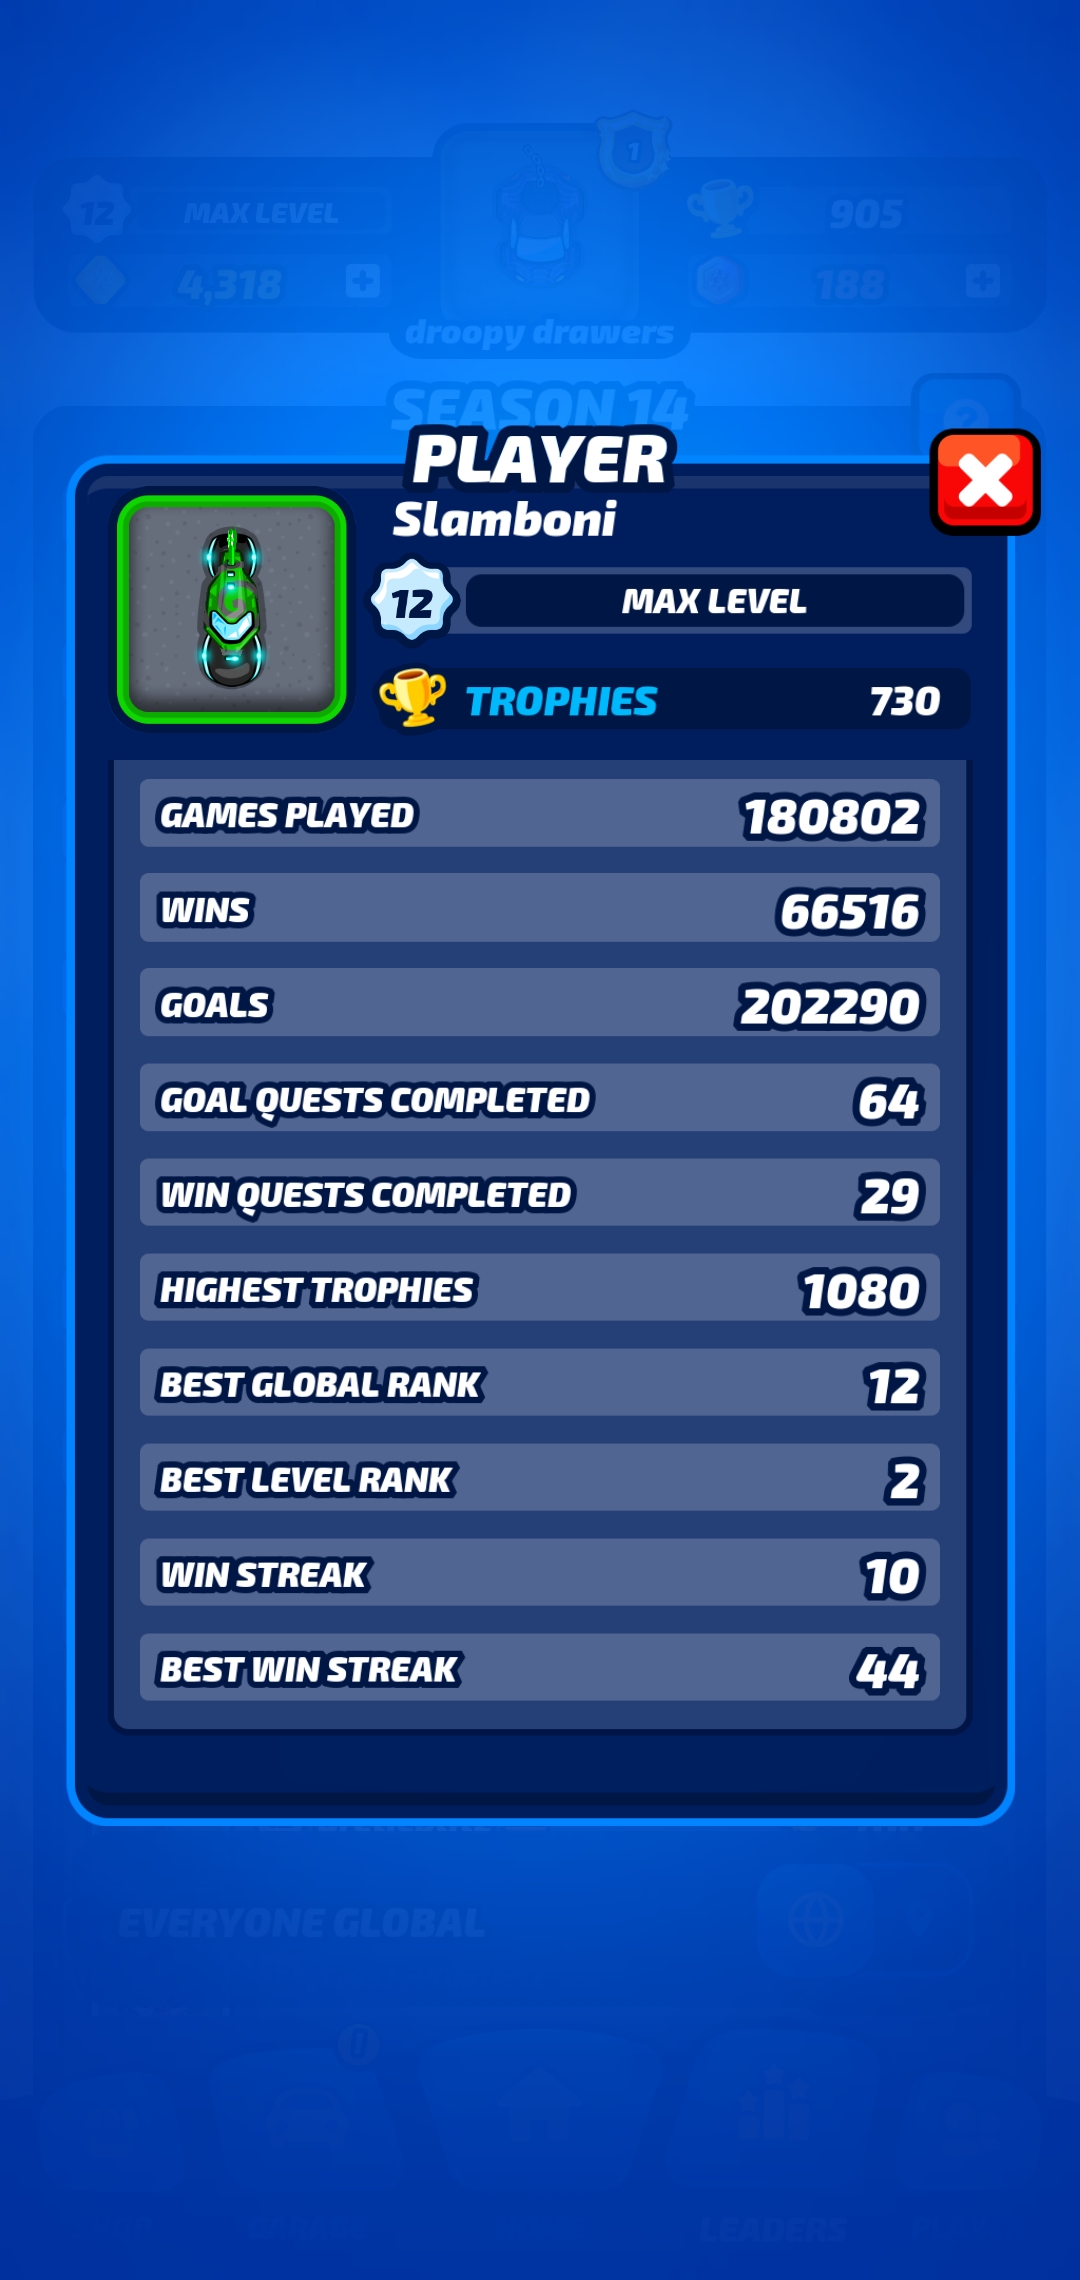 1
12
MAX LEVEL
905
4,318
188
droopy drawers
SEASON 14
PLAYER
Slamboni
12
MAX LEVEL
TROPHIES
730
GAMES PLAYED
180802
WINS
66516
GOALS
202290
GOAL QUESTS COMPLETED
64
WIN QUESTS COMPLETED
29
HIGHEST TROPHIES
1080
BEST GLOBAL RANK
12
BEST LEVEL RANK
2
WIN STREAK
10
BEST WIN STREAK
44
EVERYONE GLOBAL
LEADERS